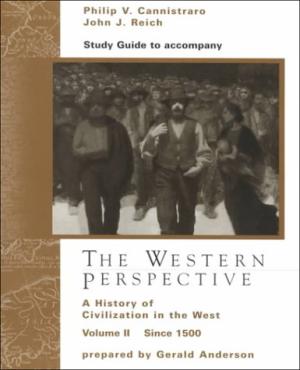 Philip V. Cannistraro
John J. Reich
Study Guide to accompany
THE WESTERN
PERSPECTIVE
A History of
Civilization in the West
Volume II Since 1500
prepared by Gerald Anderson